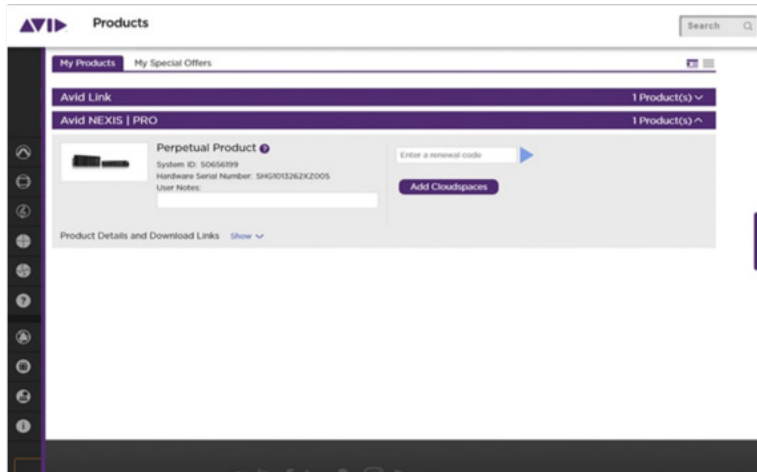 AVID
Products
Search
My Products
My Special Offers
Avid Link
1 Product(s)
Avid NEXIS | PRO
1 Product(s)
Perpetual Product ?
System ID: 50656199
Hardware Serial Number: SHG1013262XZ005
User Notes:
Enter a renewal code
Add Cloudspaces
Product Details and Download Links Show